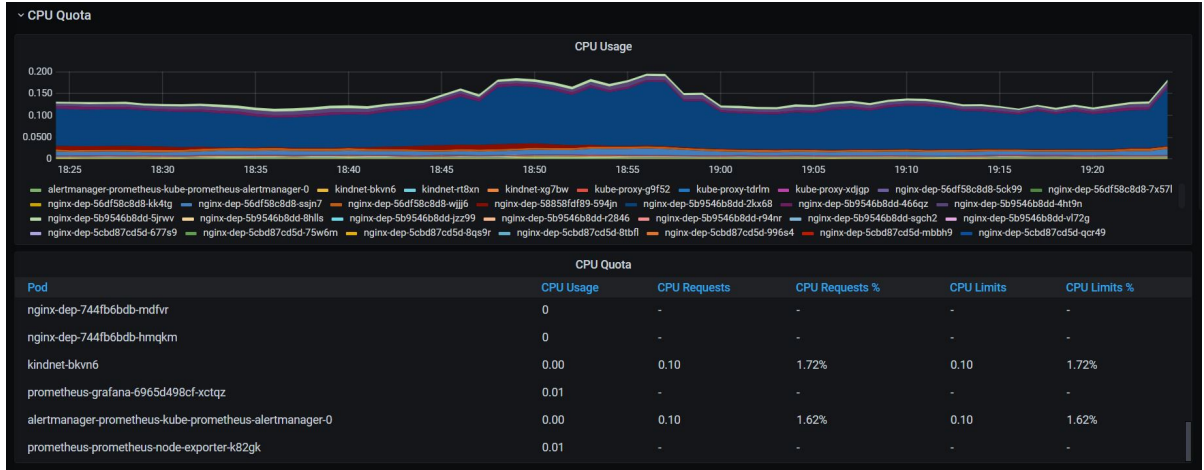 CPU Quota
CPU Usage
0.200
0.150
0.100
0.0500
0
18:25 18:30 18:35 18:40 18:45 18:50 18:55 19:00 19:05 19:10 19:15 19:20
alertmanager-prometheus-kube-prometheus-alertmanager-0 kindnet-bkvn6 kindnet-rt8xn kindnet-xg7bw kube-proxy-g9f52 kube-proxy-tdrlm kube-proxy-xdjgp nginx-dep-56df58c8d8-5ck99 nginx-dep-56df58c8d8-7x57l
nginx-dep-56df58c8d8-kk4tg nginx-dep-56df58c8d8-ssjn7 nginx-dep-56df58c8d8-wjjj6 nginx-dep-58858fdf89-594jn nginx-dep-5b9546b8dd-2kx68 nginx-dep-5b9546b8dd-466qz nginx-dep-5b9546b8dd-4ht9n
nginx-dep-5b9546b8dd-5jrwv nginx-dep-5b9546b8dd-8hlls nginx-dep-5b9546b8dd-jzz99 nginx-dep-5b9546b8dd-r2846 nginx-dep-5b9546b8dd-r94nr nginx-dep-5b9546b8dd-sgch2 nginx-dep-5b9546b8dd-vl72g
nginx-dep-5cbd87cd5d-677s9 nginx-dep-5cbd87cd5d-75w6m nginx-dep-5cbd87cd5d-8qs9r nginx-dep-5cbd87cd5d-8tbfl nginx-dep-5cbd87cd5d-996s4 nginx-dep-5cbd87cd5d-mbbh9 nginx-dep-5cbd87cd5d-qcr49
CPU Quota
Pod CPU Usage CPU Requests CPU Requests % CPU Limits CPU Limits %
nginx-dep-744fb6bdb-mdfvr 0 - - - -
nginx-dep-744fb6bdb-hmqkm 0 - - - -
kindnet-bkvn6 0.00 0.10 1.72% 0.10 1.72%
prometheus-grafana-6965d498cf-xctqz 0.01 - - - -
alertmanager-prometheus-kube-prometheus-alertmanager-0 0.00 0.10 1.62% 0.10 1.62%
prometheus-prometheus-node-exporter-k82gk 0.01 - - - -